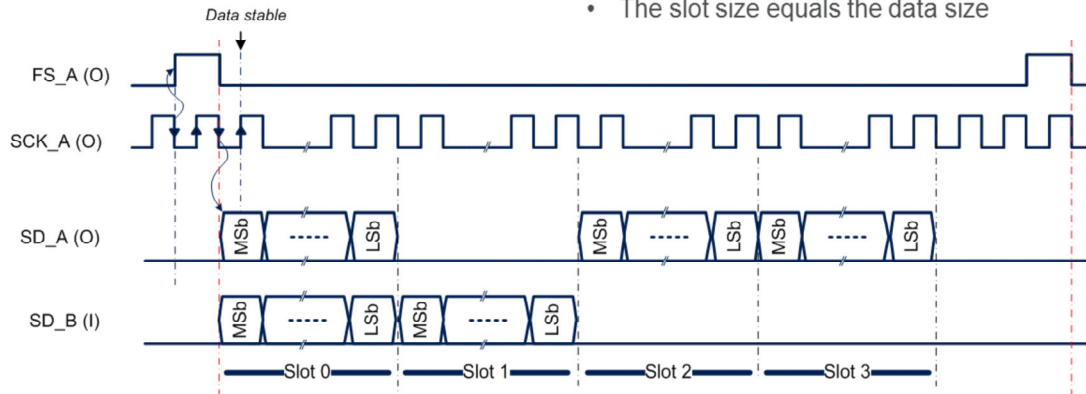 • The slot size equals the data size
Data stable
FS_A (O)
SCK_A (O)
SD_A (O) MSb LSb MSb LSb MSb LSb
SD_B (I) MSb LSb MSb LSb
Slot 0 Slot 1 Slot 2 Slot 3